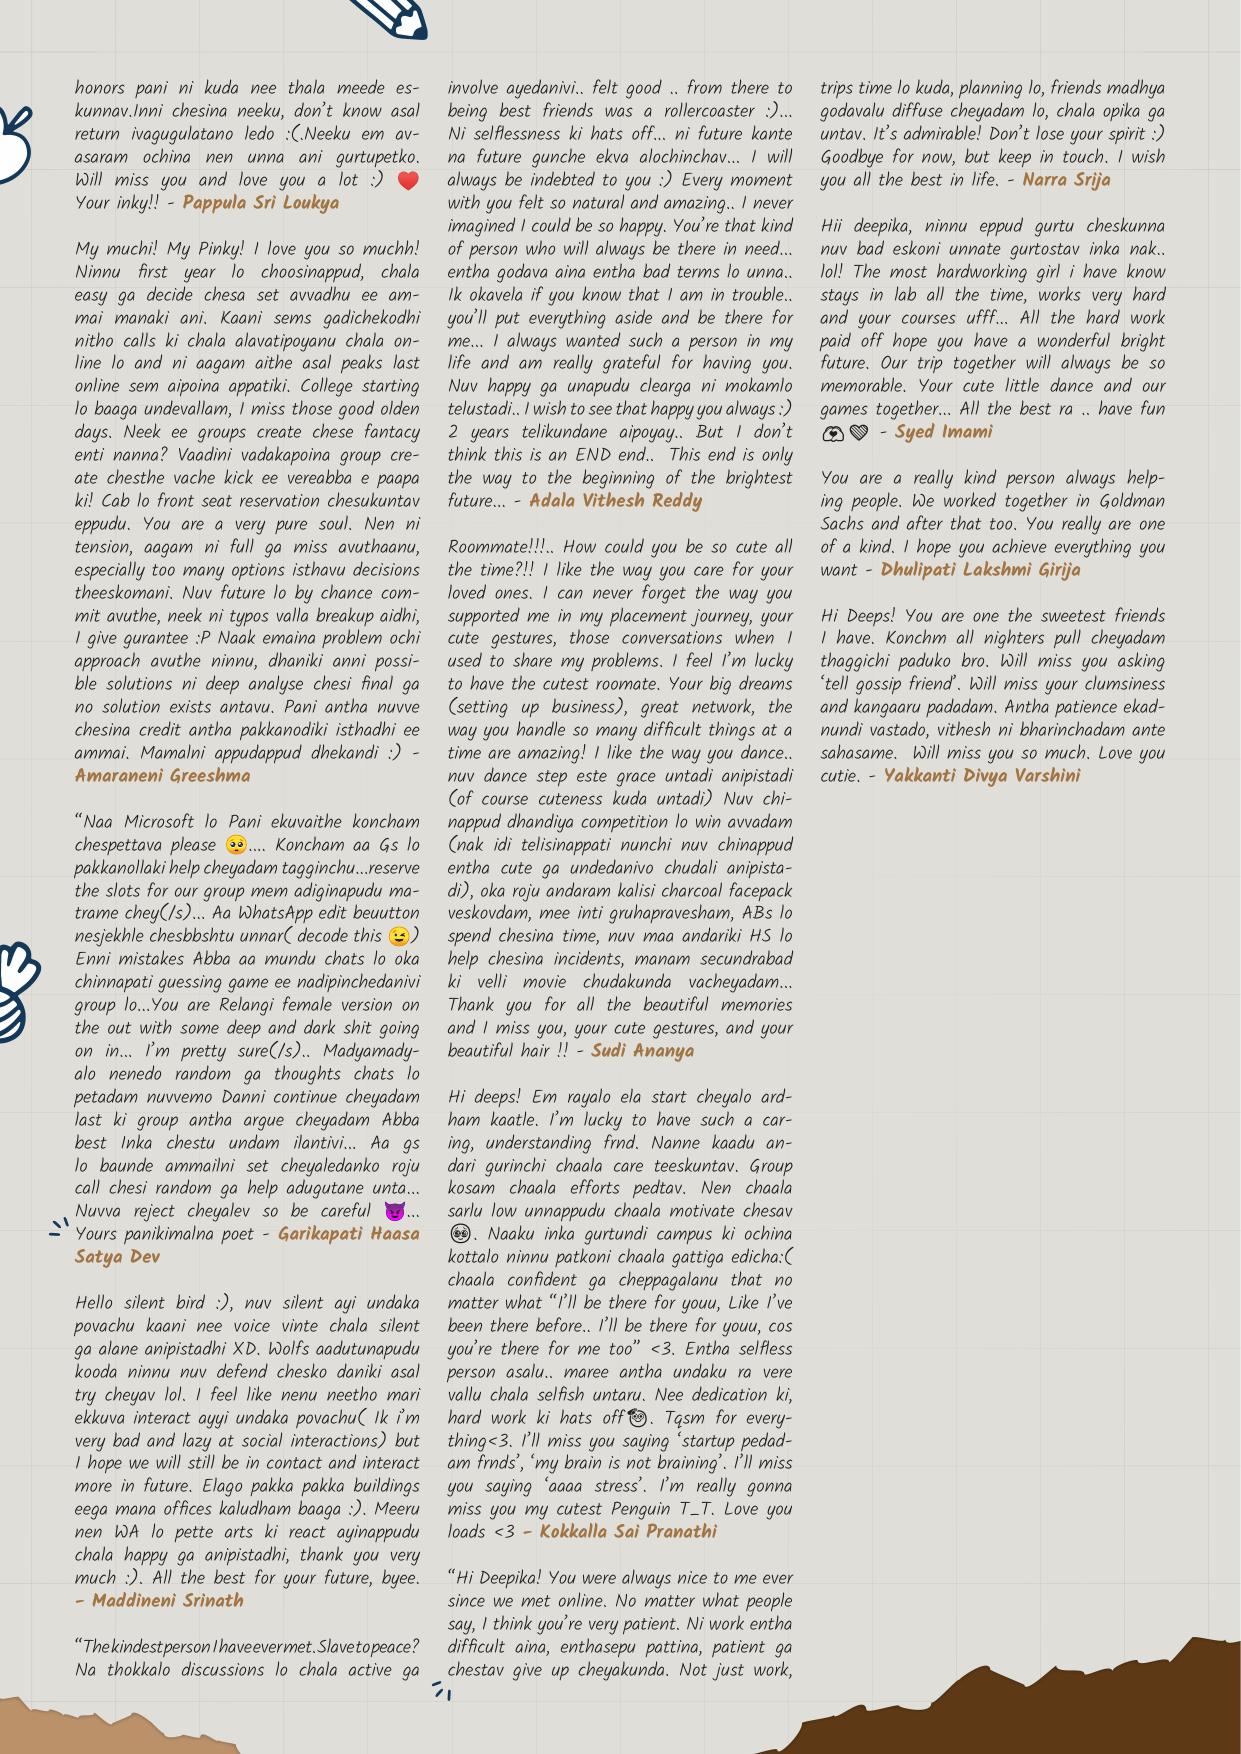 honors pani ni kuda nee thala meede es-
kunnav.Inni chesina neeku, don't know asal
return ivagugulatano ledo :(.Neeku em av-
asaram ochina nen unna ani gurtupetko.
Will miss you and love you a lot :) ♥️
Your inky!! - Pappula Sri Loukya
My muchi! My Pinky! I love you so muchh!
Ninnu first year lo choosinappud, chala
easy ga decide chesa set avvadhu ee am-
mai manaki ani. Kaani sems gadichekodhi
nitho calls ki chala alavatipoyanu chala on-
line lo and ni aagam aithe asal peaks last
online sem aipoina appatiki. College starting
lo baaga undevallam, I miss those good olden
days. Neek ee groups create chese fantacy
enti nanna? Vaadini vadakapoina group cre-
ate chesthe vache kick ee vereabba e paapa
ki! Cab lo front seat reservation chesukuntav
eppudu. You are a very pure soul. Nen ni
tension, aagam ni full ga miss avuthaanu,
especially too many options isthavu decisions
theeskomani. Nuv future lo by chance com-
mit avuthe, neek ni typos valla breakup aidhi,
I give gurantee :P Naak emaina problem ochi
approach avuthe ninnu, dhaniki anni possi-
ble solutions ni deep analyse chesi final ga
no solution exists antavu. Pani antha nuvve
chesina credit antha pakkanodiki isthadhi ee
ammai. Mamalni appudappud dhekandi :) -
Amaraneni Greeshma
“Naa Microsoft lo Pani ekuvaithe koncham
chespettava please 🥺.... Koncham aa Gs lo
pakkanollaki help cheyadam tagginchu...reserve
the slots for our group mem adiginapudu ma-
trame chey(/s)... Aa WhatsApp edit beuutton
nesjekhle chesbbshtu unnar( decode this 😉)
Enni mistakes Abba aa mundu chats lo oka
chinnapati guessing game ee nadipinchedanivi
group lo...You are Relangi female version on
the out with some deep and dark shit going
on in... I'm pretty sure(/s).. Madyamady-
alo nenedo random ga thoughts chats lo
petadam nuvvemo Danni continue cheyadam
last ki group antha argue cheyadam Abba
best Inka chestu undam ilantivi... Aa gs
lo baunde ammailni set cheyaledanko roju
call chesi random ga help adugutane unta...
Nuvva reject cheyalev so be careful 😈...
Yours panikimalna poet - Garikapati Haasa
Satya Dev
Hello silent bird :), nuv silent ayi undaka
povachu kaani nee voice vinte chala silent
ga alane anipistadhi XD. Wolfs aadutunapudu
kooda ninnu nuv defend chesko daniki asal
try cheyav lol. I feel like nenu neetho mari
ekkuva interact ayyi undaka povachu( Ik i'm
very bad and lazy at social interactions) but
I hope we will still be in contact and interact
more in future. Elago pakka pakka buildings
eega mana offices kaludham baaga :). Meeru
nen WA lo pette arts ki react ayinappudu
chala happy ga anipistadhi, thank you very
much :). All the best for your future, byee.
- Maddineni Srinath
“The kindest person I have ever met. Slave to peace?
Na thokkalo discussions lo chala active ga
involve ayedanivi.. felt good .. from there to
being best friends was a rollercoaster :)...
Ni selflessness ki hats off... ni future kante
na future gunche ekva alochinchav... I will
always be indebted to you :) Every moment
with you felt so natural and amazing.. I never
imagined I could be so happy. You're that kind
of person who will always be there in need...
entha godava aina entha bad terms lo unna..
Ik okavela if you know that I am in trouble..
you'll put everything aside and be there for
me... I always wanted such a person in my
life and am really grateful for having you.
Nuv happy ga unapudu clearga ni mokamlo
telustadi.. I wish to see that happy you always :)
2 years telikundane aipoyay.. But I don't
think this is an END end.. This end is only
the way to the beginning of the brightest
future... - Adala Vithesh Reddy
Roommate!!!.. How could you be so cute all
the time?!! I like the way you care for your
loved ones. I can never forget the way you
supported me in my placement journey, your
cute gestures, those conversations when I
used to share my problems. I feel I'm lucky
to have the cutest roomate. Your big dreams
(setting up business), great network, the
way you handle so many difficult things at a
time are amazing! I like the way you dance..
nuv dance step este grace untadi anipistadi
(of course cuteness kuda untadi) Nuv chi-
nappud dhandiya competition lo win avvadam
(nak idi telisinappati nunchi nuv chinappud
entha cute ga undedanivo chudali anipista-
di), oka roju andaram kalisi charcoal facepack
veskovdam, mee inti gruhapravesham, ABs lo
spend chesina time, nuv maa andariki HS lo
help chesina incidents, manam secundrabad
ki velli movie chudakunda vacheyadam...
Thank you for all the beautiful memories
and I miss you, your cute gestures, and your
beautiful hair !! - Sudi Ananya
Hi deeps! Em rayalo ela start cheyalo ard-
ham kaatle. I'm lucky to have such a car-
ing, understanding frnd. Nanne kaadu an-
dari gurinchi chaala care teeskuntav. Group
kosam chaala efforts pedtav. Nen chaala
sarlu low unnappudu chaala motivate chesav
🥹. Naaku inka gurtundi campus ki ochina
kottalo ninnu patkoni chaala gattiga edicha:(
chaala confident ga cheppagalanu that no
matter what “I'll be there for youu, Like I've
been there before.. I'll be there for youu, cos
you're there for me too” <3. Entha selfless
person asalu.. maree antha undaku ra vere
vallu chala selfish untaru. Nee dedication ki,
hard work ki hats off🫡. Tqsm for every-
thing<3. I'll miss you saying ‘startup pedad-
am frnds’, ‘my brain is not braining’. I'll miss
you saying ‘aaaa stress’. I'm really gonna
miss you my cutest Penguin T_T. Love you
loads <3 - Kokkalla Sai Pranathi
“Hi Deepika! You were always nice to me ever
since we met online. No matter what people
say, I think you're very patient. Ni work entha
difficult aina, enthasepu pattina, patient ga
chestav give up cheyakunda. Not just work,
trips time lo kuda, planning lo, friends madhya
godavalu diffuse cheyadam lo, chala opika ga
untav. It's admirable! Don't lose your spirit :)
Goodbye for now, but keep in touch. I wish
you all the best in life. - Narra Srija
Hii deepika, ninnu eppud gurtu cheskunna
nuv bad eskoni unnate gurtostav inka nak..
lol! The most hardworking girl i have know
stays in lab all the time, works very hard
and your courses ufff... All the hard work
paid off hope you have a wonderful bright
future. Our trip together will always be so
memorable. Your cute little dance and our
games together... All the best ra .. have fun
🫶💗 - Syed Imami
You are a really kind person always help-
ing people. We worked together in Goldman
Sachs and after that too. You really are one
of a kind. I hope you achieve everything you
want - Dhulipati Lakshmi Girija
Hi Deeps! You are one the sweetest friends
I have. Konchm all nighters pull cheyadam
thaggichi paduko bro. Will miss you asking
‘tell gossip friend’. Will miss your clumsiness
and kangaaru padadam. Antha patience ekad-
nundi vastado, vithesh ni bharinchadam ante
sahasame. Will miss you so much. Love you
cutie. - Yakkanti Divya Varshini